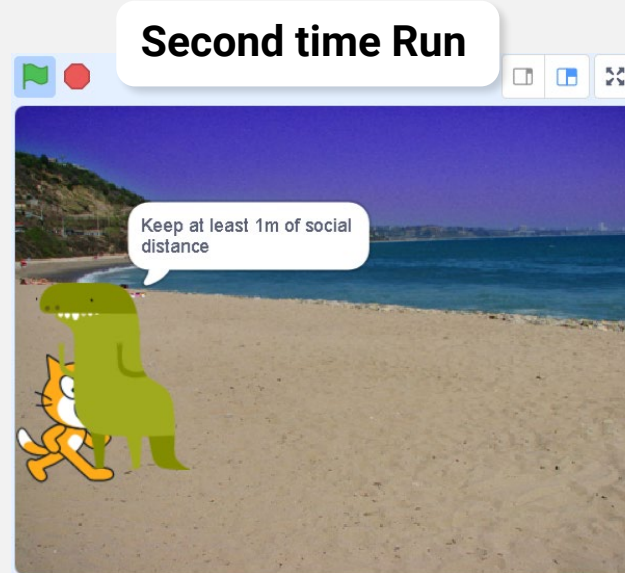 Second time Run
Keep at least 1m of social
distance